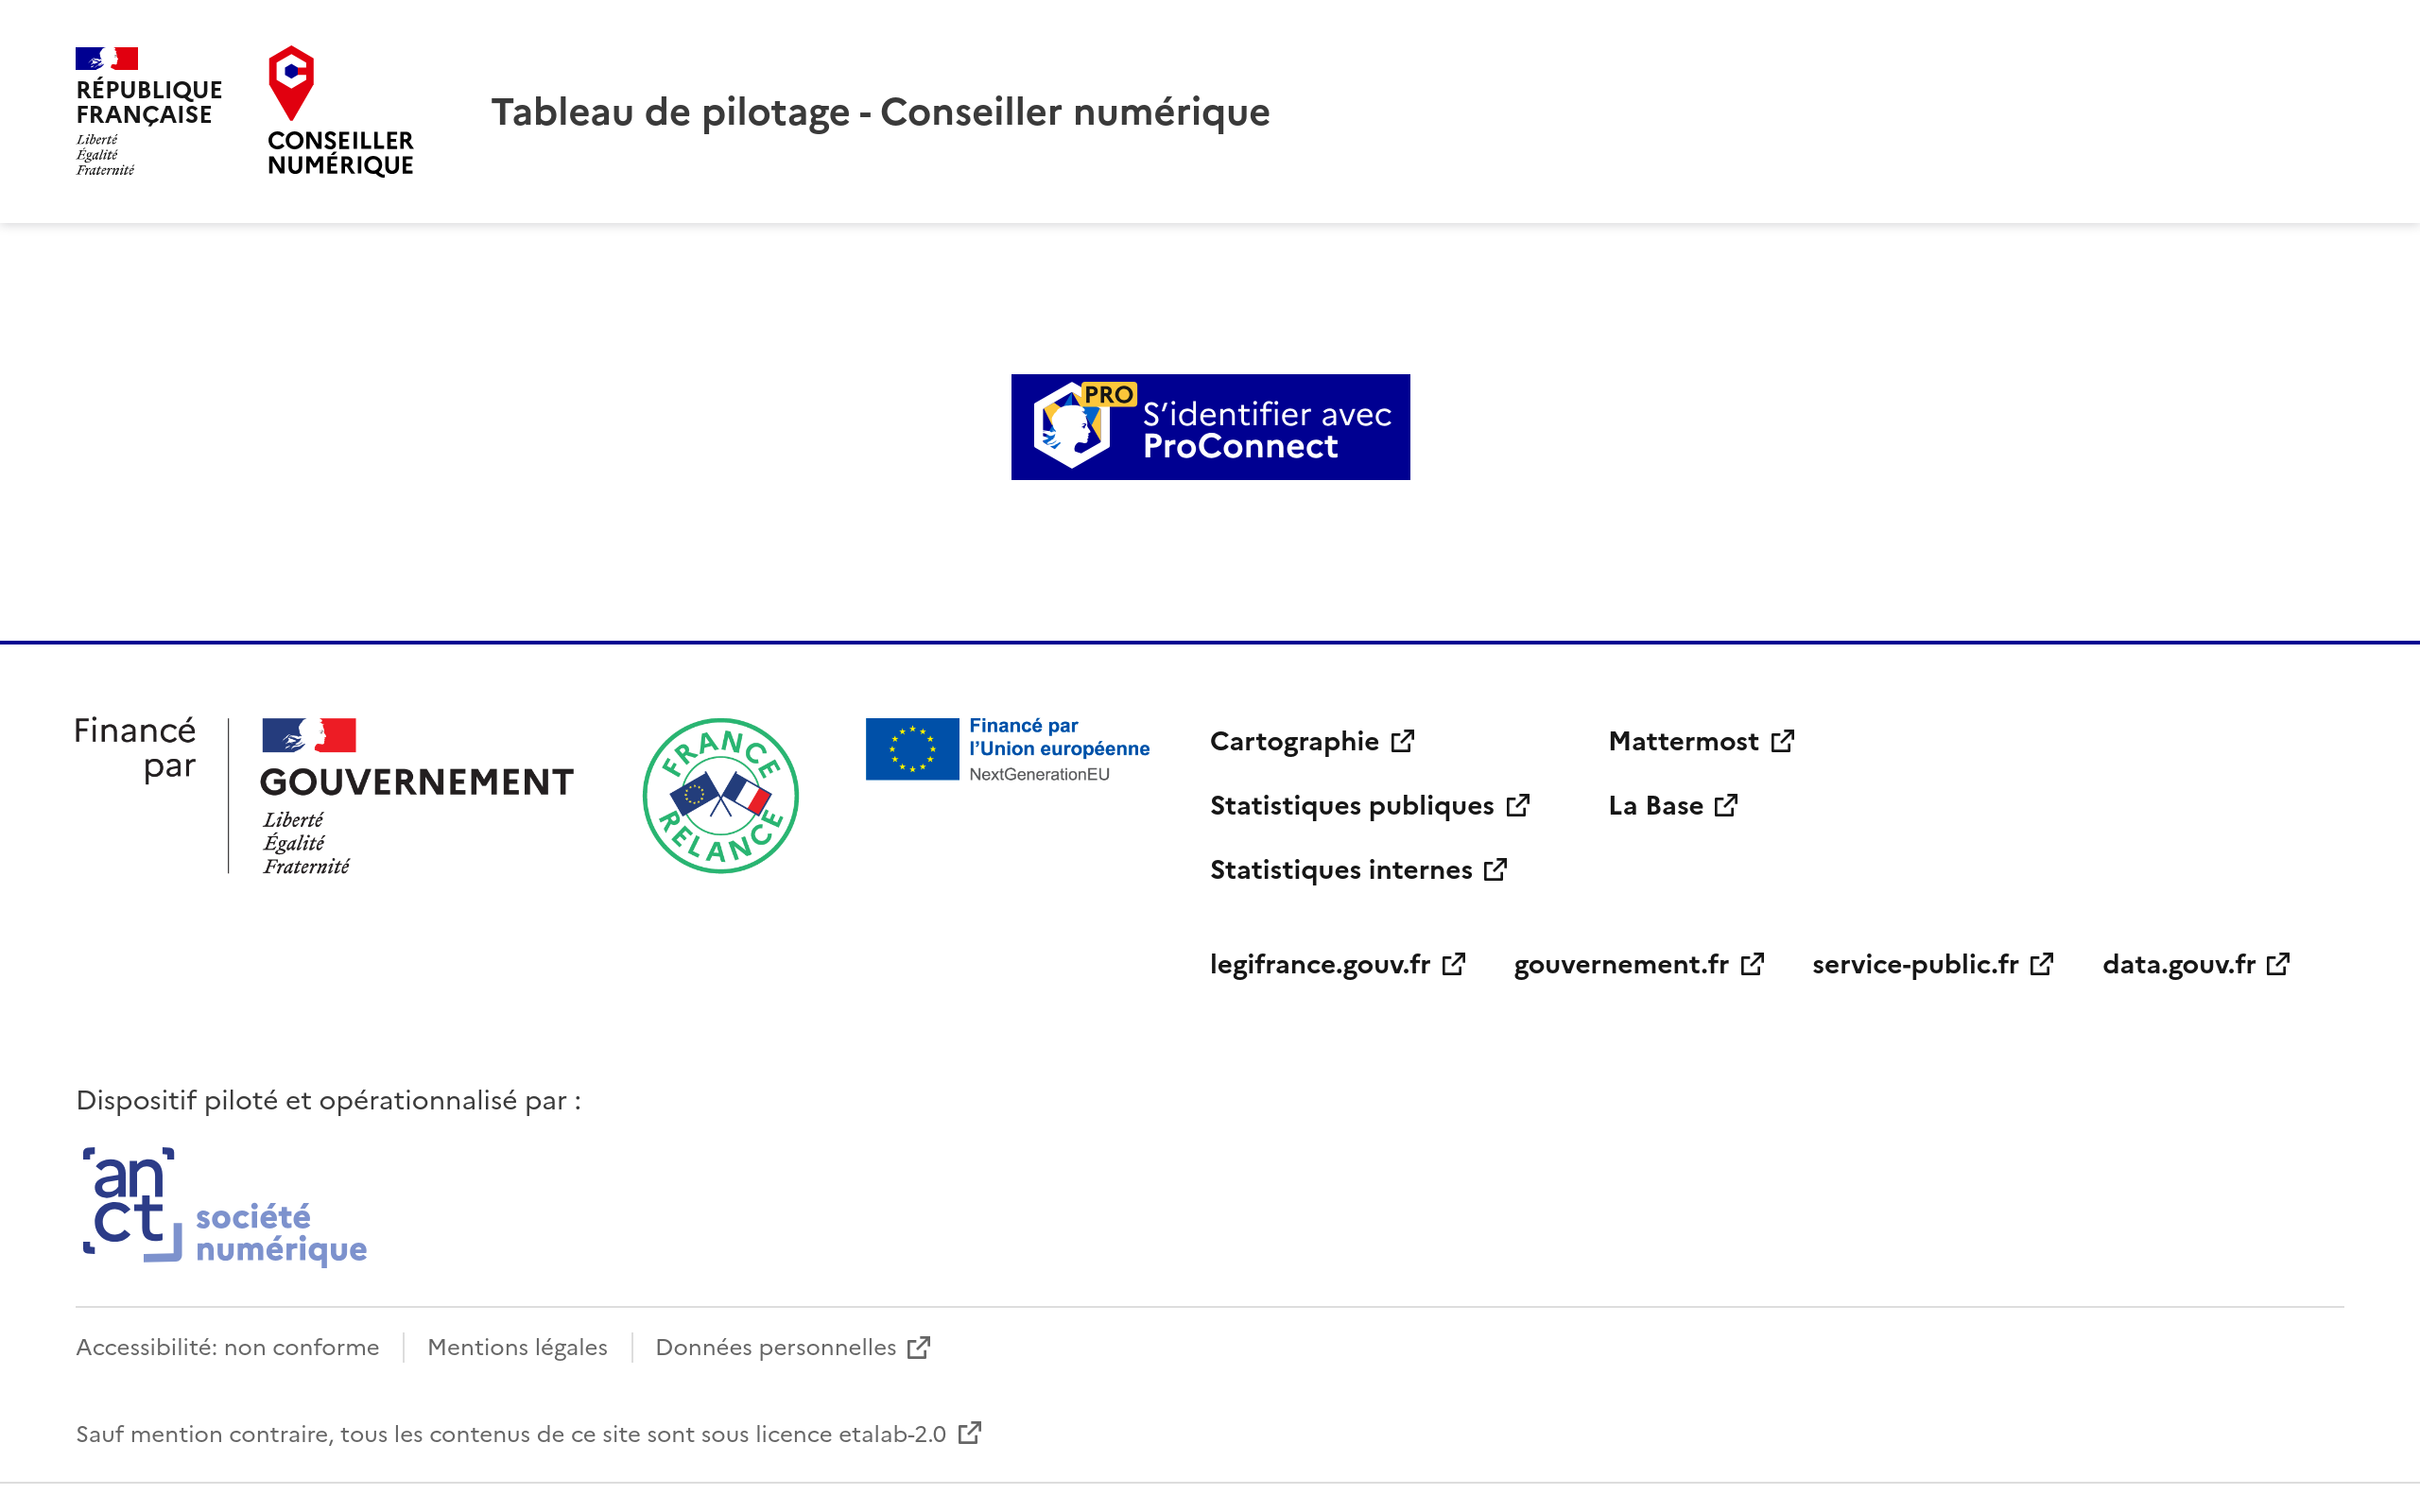 RÉPUBLIQUE
FRANÇAISE
Liberté
Égalité
Fraternité
CONSEILLER
NUMÉRIQUE
Tableau de pilotage - Conseiller numérique
PRO
S’identifier avec
ProConnect
Financé
par
GOUVERNEMENT
Liberté
Égalité
Fraternité
FRANCE
RELANCE
Financé par
l’Union européenne
NextGenerationEU
Cartographie
Mattermost
Statistiques publiques
La Base
Statistiques internes
legifrance.gouv.fr
gouvernement.fr
service-public.fr
data.gouv.fr
Dispositif piloté et opérationnalisé par :
an
ct
société
numérique
Accessibilité: non conforme
Mentions légales
Données personnelles
Sauf mention contraire, tous les contenus de ce site sont sous licence etalab-2.0